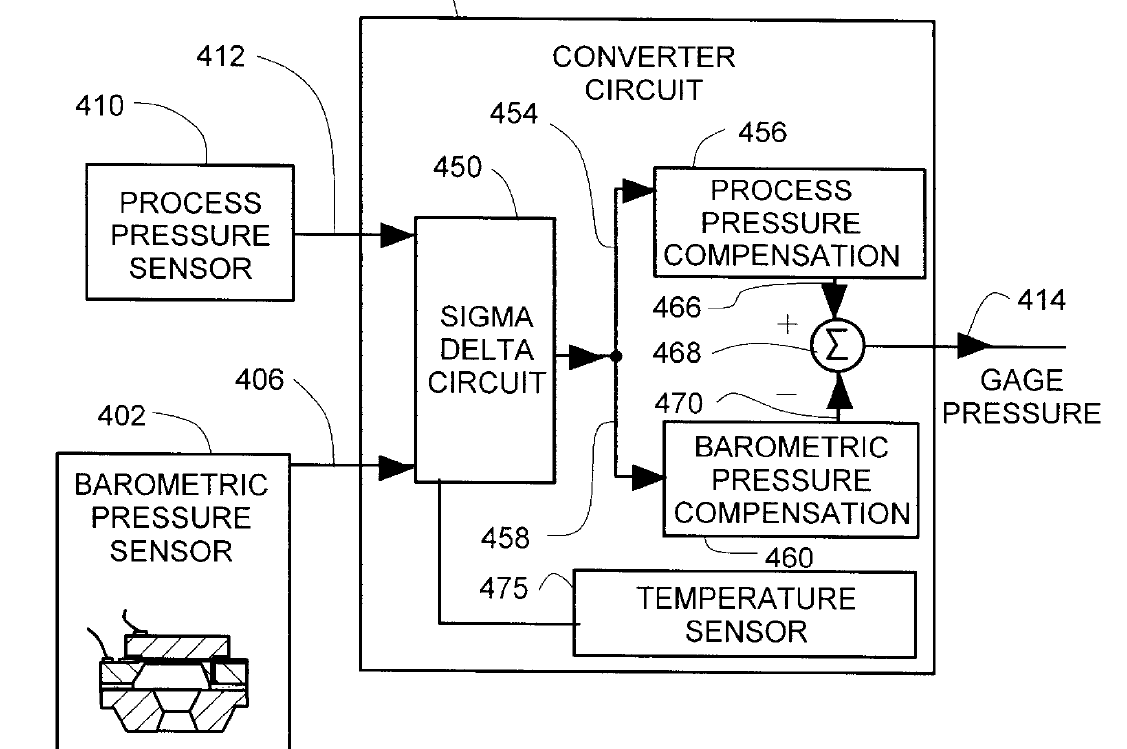 CONVERTER
CIRCUIT
412
454
410
456
450
PROCESS
PRESSURE
SENSOR
PROCESS
PRESSURE
COMPENSATION
466
414
+
468
Σ
SIGMA
DELTA
CIRCUIT
406
GAGE
PRESSURE
−
470
402
BAROMETRIC
PRESSURE
SENSOR
BAROMETRIC
PRESSURE
COMPENSATION
458
460
475
TEMPERATURE
SENSOR